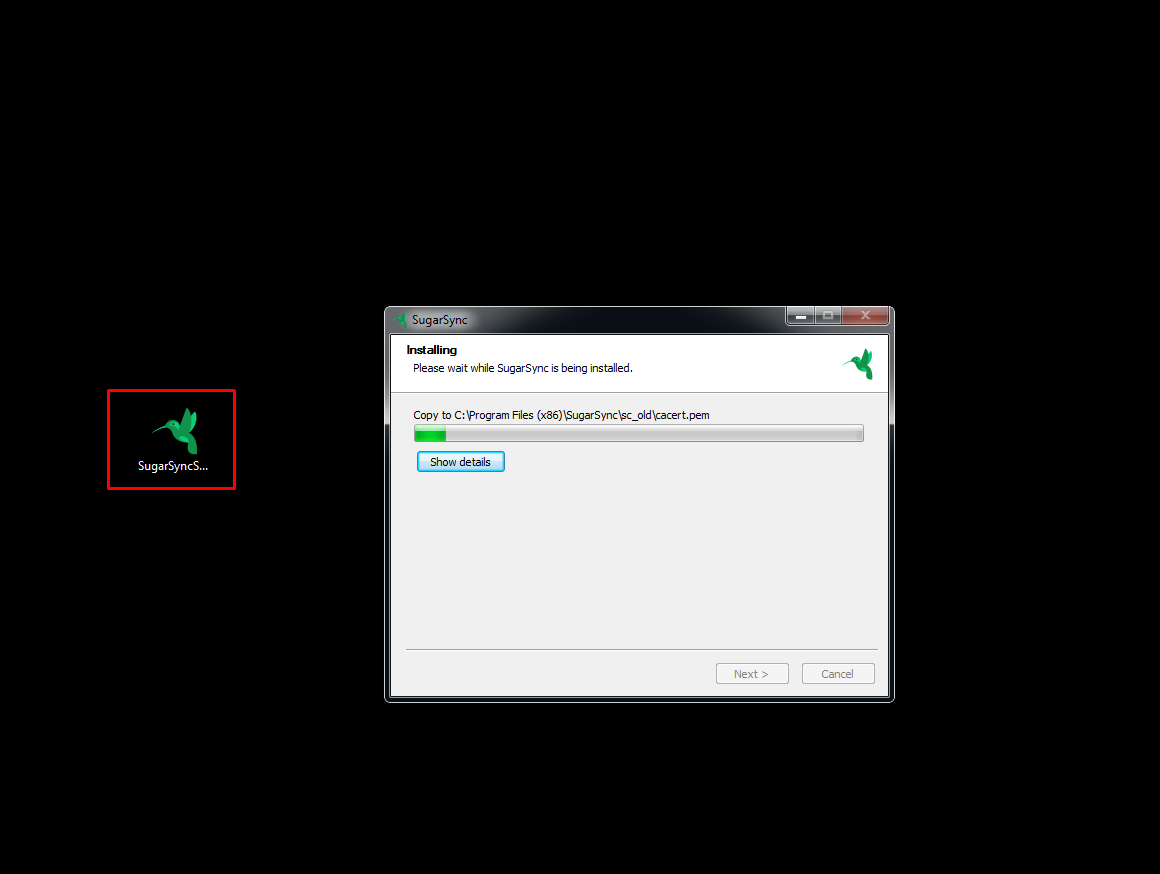 SugarSyncS...
SugarSync
Installing
Please wait while SugarSync is being installed.
Copy to C:\Program Files (x86)\SugarSync\sc_old\cacert.pem
Show details
Next >
Cancel